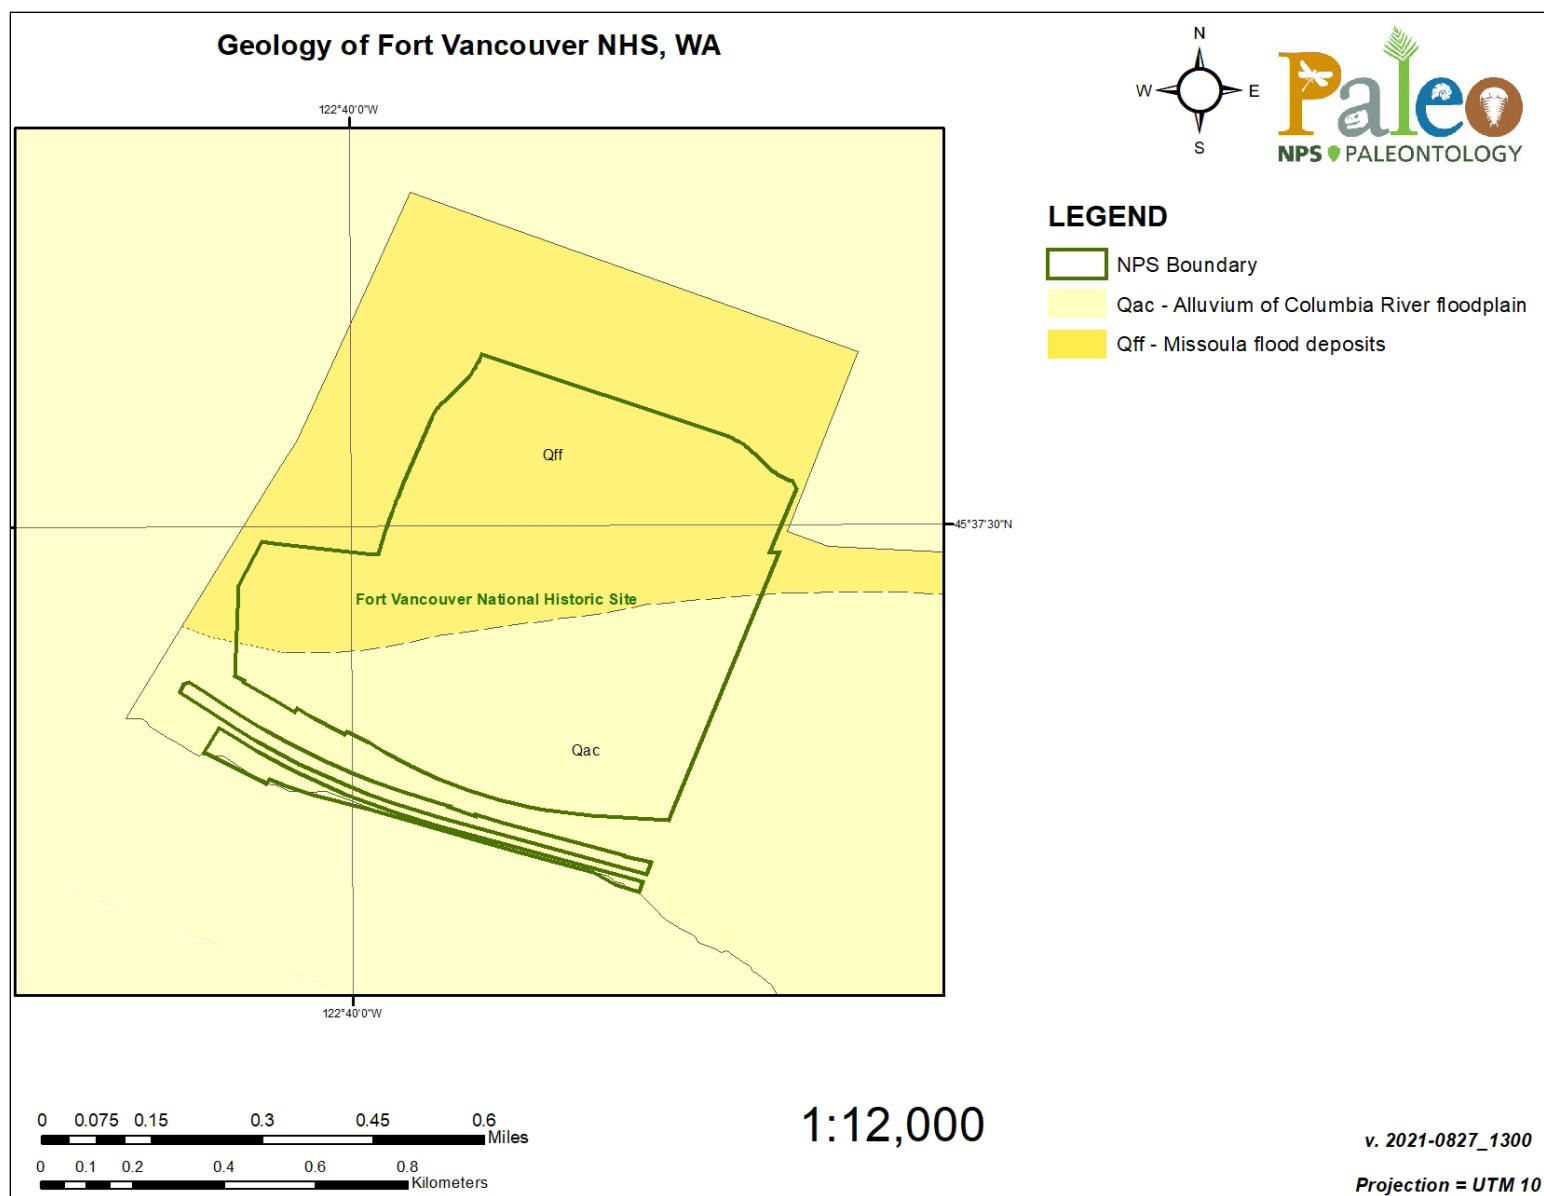 Geology of Fort Vancouver NHS, WA
N
W E
S
Paleo
NPS PALEONTOLOGY
122°40'0"W
LEGEND
NPS Boundary
Qac - Alluvium of Columbia River floodplain
Qff - Missoula flood deposits
Qff
45°37'30"N
Fort Vancouver National Historic Site
Qac
122°40'0"W
0 0.075 0.15 0.3 0.45 0.6
Miles
0 0.1 0.2 0.4 0.6 0.8
Kilometers
1:12,000
v. 2021-0827_1300
Projection = UTM 10